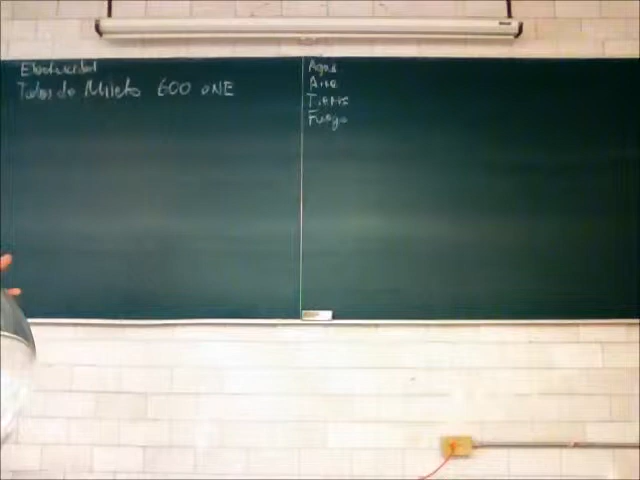 Electricidad
Tales de Mileto 600 aNE
Agua
Aire
Tierra
Fuego